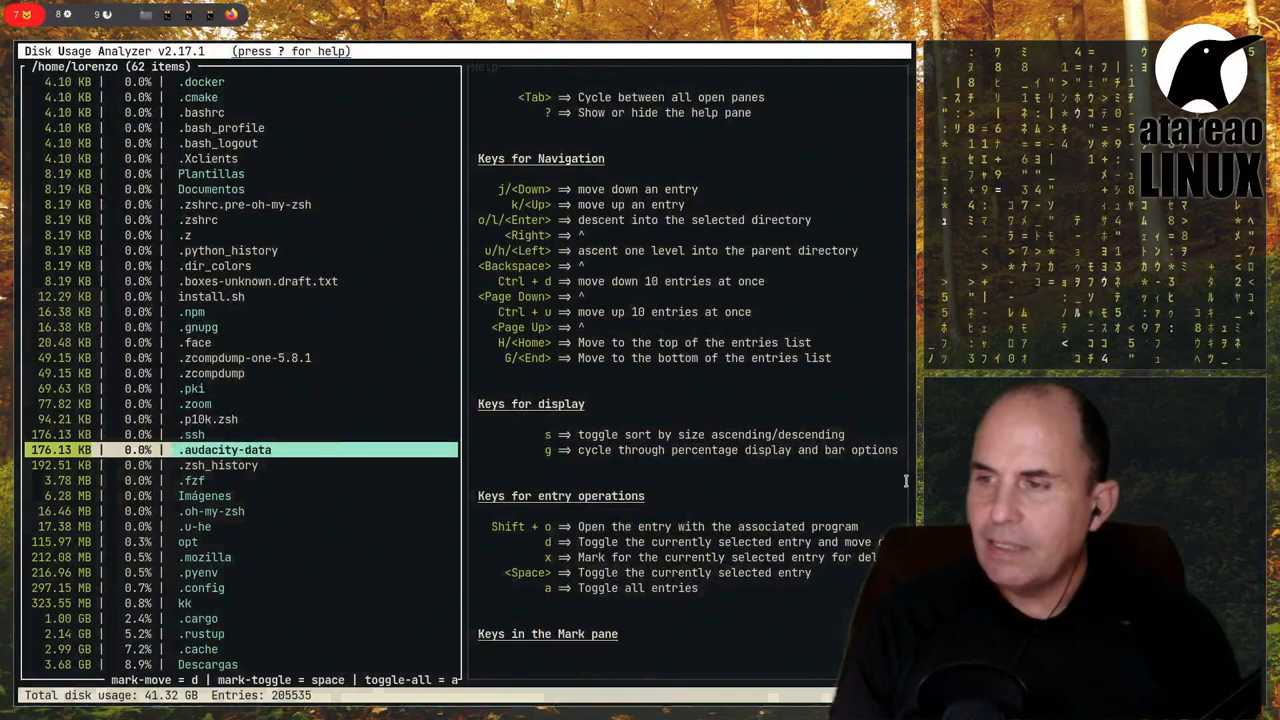 7
8
9
Disk Usage Analyzer v2.17.1 (press ? for help)
/home/lorenzo (62 items)
4.10 KB | 0.0% | .docker
4.10 KB | 0.0% | .cmake
4.10 KB | 0.0% | .bashrc
4.10 KB | 0.0% | .bash_profile
4.10 KB | 0.0% | .bash_logout
4.10 KB | 0.0% | .Xclients
8.19 KB | 0.0% | Plantillas
8.19 KB | 0.0% | Documentos
8.19 KB | 0.0% | .zshrc.pre-oh-my-zsh
8.19 KB | 0.0% | .zshrc
8.19 KB | 0.0% | .z
8.19 KB | 0.0% | .python_history
8.19 KB | 0.0% | .dir_colors
8.19 KB | 0.0% | .boxes-unknown.draft.txt
12.29 KB | 0.0% | install.sh
16.38 KB | 0.0% | .npm
16.38 KB | 0.0% | .gnupg
20.48 KB | 0.0% | .face
49.15 KB | 0.0% | .zcompdump-one-5.8.1
49.15 KB | 0.0% | .zcompdump
69.63 KB | 0.0% | .pki
77.82 KB | 0.0% | .zoom
94.21 KB | 0.0% | .p10k.zsh
176.13 KB | 0.0% | .ssh
176.13 KB | 0.0% | .audacity-data
192.51 KB | 0.0% | .zsh_history
3.78 MB | 0.0% | .fzf
6.28 MB | 0.0% | Imágenes
16.46 MB | 0.0% | .oh-my-zsh
17.38 MB | 0.0% | .u-he
115.97 MB | 0.3% | opt
212.08 MB | 0.5% | .mozilla
216.96 MB | 0.5% | .pyenv
297.15 MB | 0.7% | .config
323.55 MB | 0.8% | kk
1.00 GB | 2.4% | .cargo
2.14 GB | 5.2% | .rustup
2.99 GB | 7.2% | .cache
3.68 GB | 8.9% | Descargas
mark-move = d | mark-toggle = space | toggle-all = a
Total disk usage: 41.32 GB Entries: 205535
Help
<Tab> => Cycle between all open panes
? => Show or hide the help pane
Keys for Navigation
j/<Down> => move down an entry
k/<Up> => move up an entry
o/l/<Enter> => descent into the selected directory
<Right> => ^
u/h/<Left> => ascent one level into the parent directory
<Backspace> => ^
Ctrl + d => move down 10 entries at once
<Page Down> => ^
Ctrl + u => move up 10 entries at once
<Page Up> => ^
H/<Home> => Move to the top of the entries list
G/<End> => Move to the bottom of the entries list
Keys for display
s => toggle sort by size ascending/descending
g => cycle through percentage display and bar options
Keys for entry operations
Shift + o => Open the entry with the associated program
d => Toggle the currently selected entry and move
x => Mark for the currently selected entry for del
<Space> => Toggle the currently selected entry
a => Toggle all entries
Keys in the Mark pane
atareao
LINUX